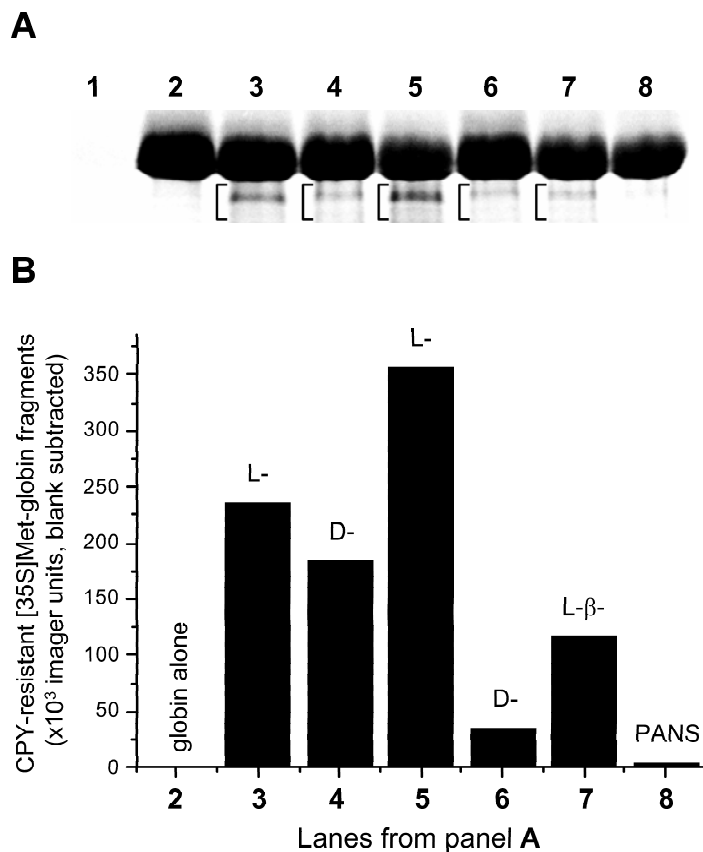 A
1 2 3 4 5 6 7 8
B
CPY-resistant [35S]Met-globin fragments
(x10³ imager units, blank subtracted)
350
300
250
200
150
100
50
0
globin alone
L-
D-
L-
D-
L-β-
PANS
2 3 4 5 6 7 8
Lanes from panel A